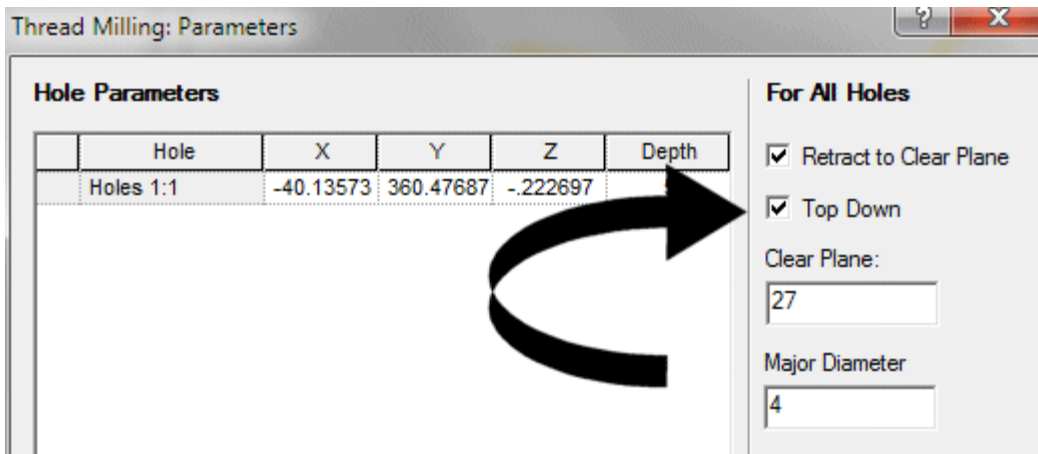 Thread Milling: Parameters
Hole Parameters
Hole X Y Z Depth
Holes 1:1 -40.13573 360.47687 -.222697
For All Holes
Retract to Clear Plane
Top Down
Clear Plane:
27
Major Diameter
4